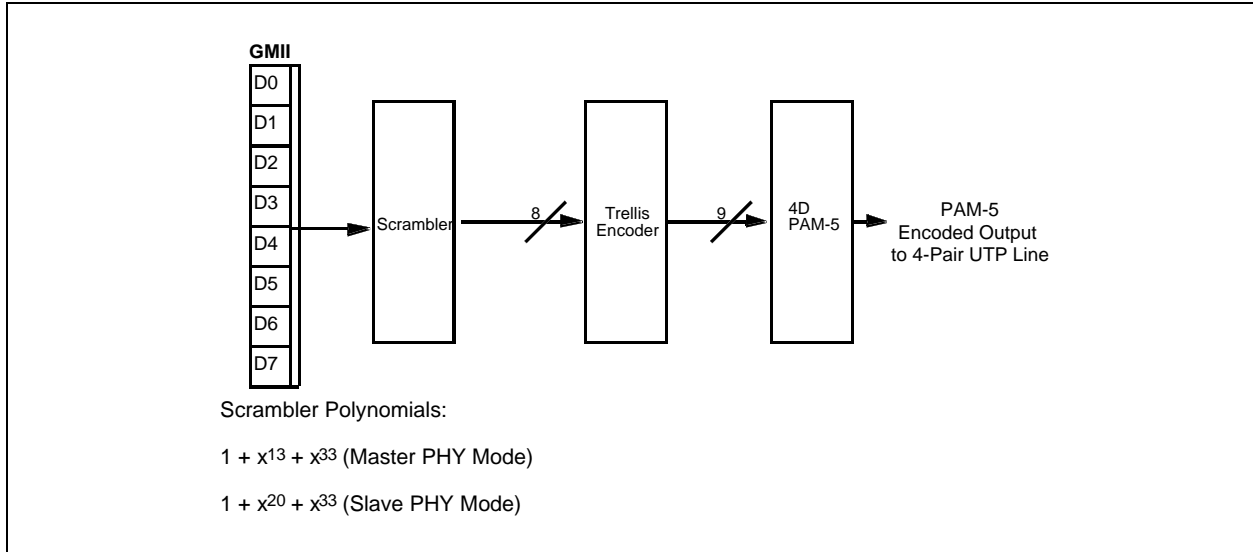 GMII
D0
D1
D2
D3
D4
D5
D6
D7
Scrambler
8
Trellis
Encoder
9
4D
PAM-5
PAM-5
Encoded Output
to 4-Pair UTP Line
Scrambler Polynomials:
1 + x13 + x33 (Master PHY Mode)
1 + x20 + x33 (Slave PHY Mode)